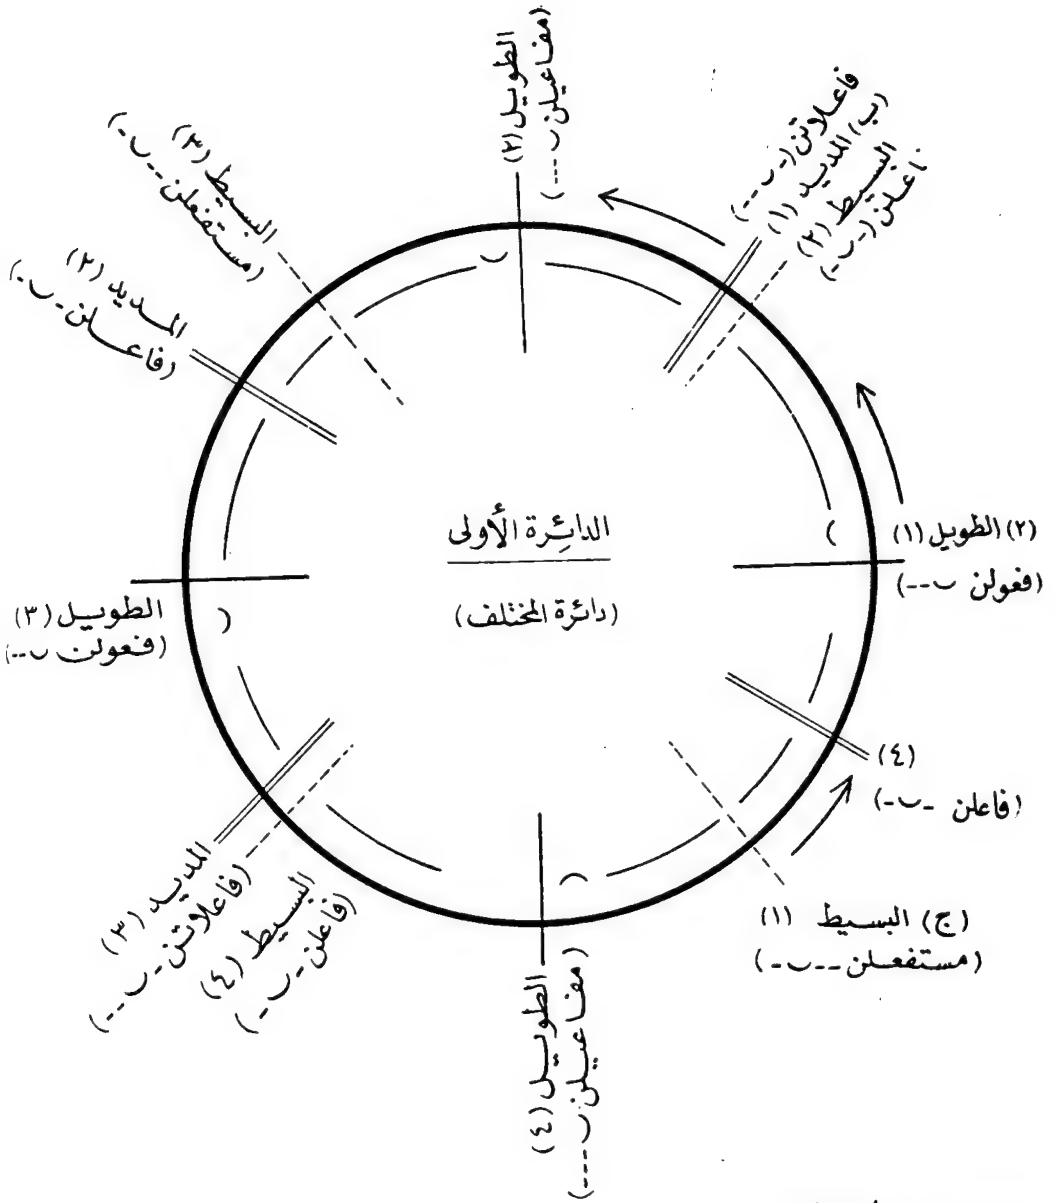 الطويل (٢)
(مفاعيلن ب---)
فاعلاتن (-ب--)
(ب) المديد (١)
البسيط (٢)
فاعلن (-ب-)
البسيط (٣)
(مستفعلن --ب-)
المديد (٢)
(فاعلن -ب-)
الدائرة الأولى
(دائرة المختلف)
(٢) الطويل (١)
(فعولن ب--)
الطويل (٣)
(فعولن ب--)
(٤)
(فاعلن -ب-)
(ج) البسيط (١)
(مستفعلن --ب-)
المديد (٣)
(فاعلاتن -ب--)
البسيط (٤)
(فاعلن -ب-)
الطويل (٤)
(مفاعيلن ب---)